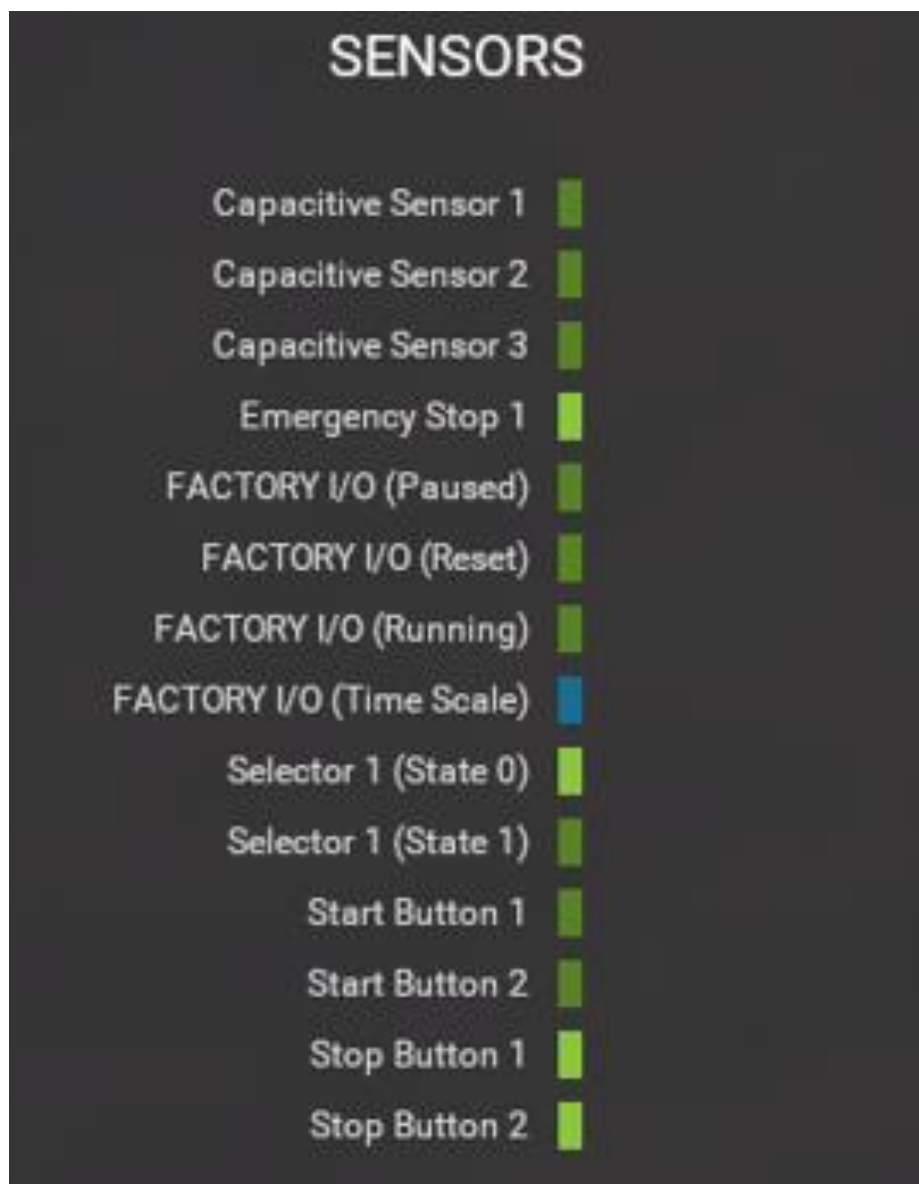 SENSORS
Capacitive Sensor 1
Capacitive Sensor 2
Capacitive Sensor 3
Emergency Stop 1
FACTORY I/O (Paused)
FACTORY I/O (Reset)
FACTORY I/O (Running)
FACTORY I/O (Time Scale)
Selector 1 (State 0)
Selector 1 (State 1)
Start Button 1
Start Button 2
Stop Button 1
Stop Button 2